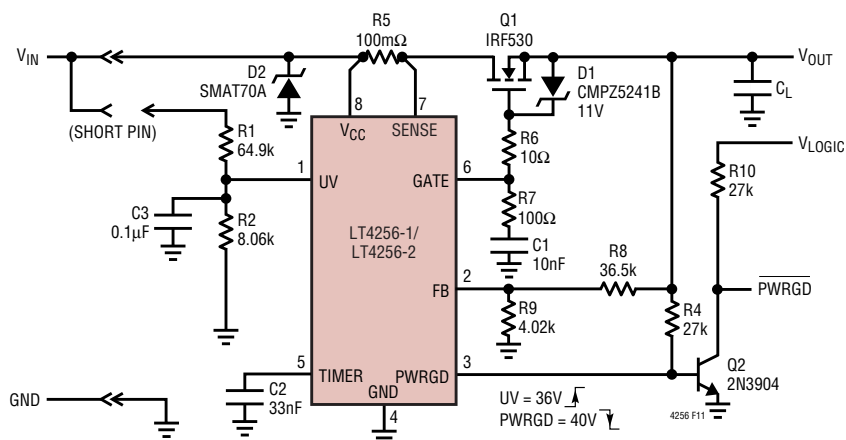 R5
100mΩ
Q1
IRF530
VIN
VOUT
D2
SMAT70A
D1
CMPZ5241B
11V
CL
8
7
(SHORT PIN)
VCC
SENSE
R1
64.9k
R6
10Ω
VLOGIC
R10
27k
1
UV
GATE
6
R7
100Ω
C3
0.1µF
R2
8.06k
LT4256-1/
LT4256-2
C1
10nF
R8
36.5k
2
FB
PWRGD
R9
4.02k
R4
27k
5
TIMER
PWRGD
3
C2
33nF
GND
4
Q2
2N3904
GND
UV = 36V
PWRGD = 40V
4256 F11